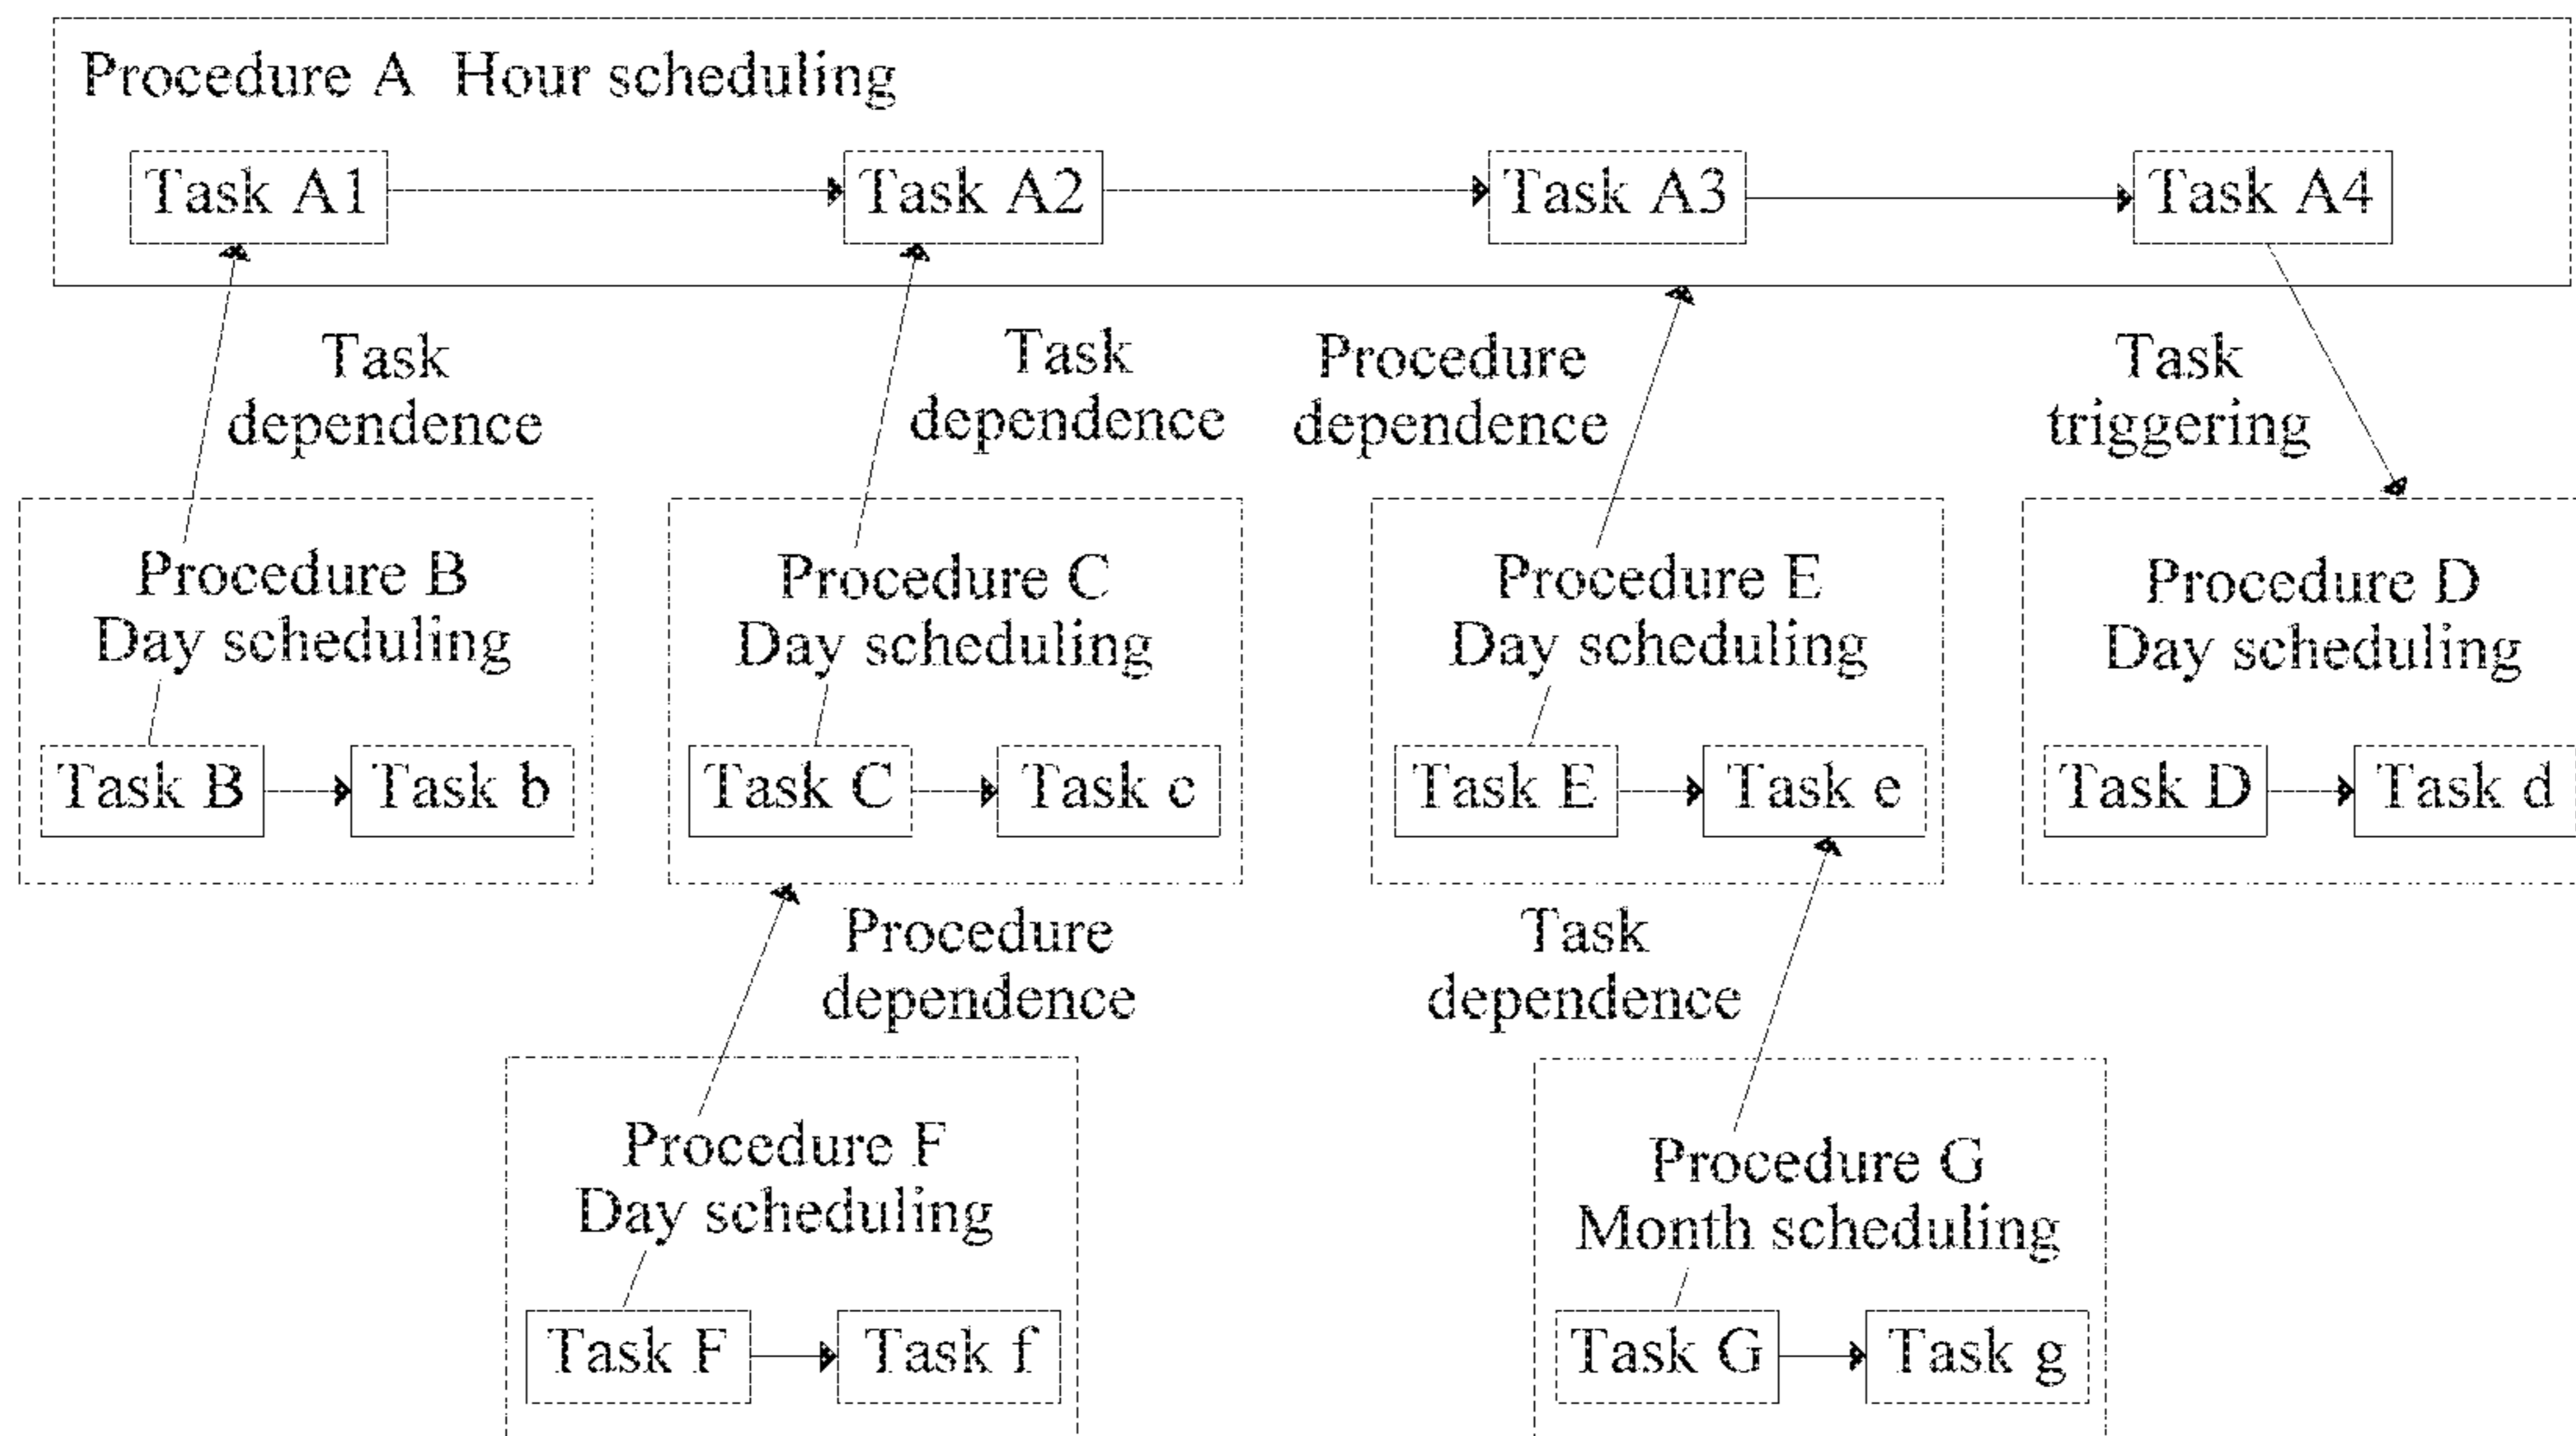 Procedure A Hour scheduling
Task A1
Task A2
Task A3
Task A4
Task
dependence
Task
dependence
Procedure
dependence
Task
triggering
Procedure B
Day scheduling
Task B
Task b
Procedure C
Day scheduling
Task C
Task c
Procedure E
Day scheduling
Task E
Task e
Procedure D
Day scheduling
Task D
Task d
Procedure
dependence
Task
dependence
Procedure F
Day scheduling
Task F
Task f
Procedure G
Month scheduling
Task G
Task g